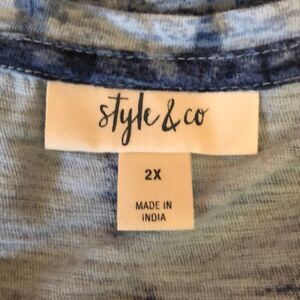 style & co
2X
MADE IN
INDIA